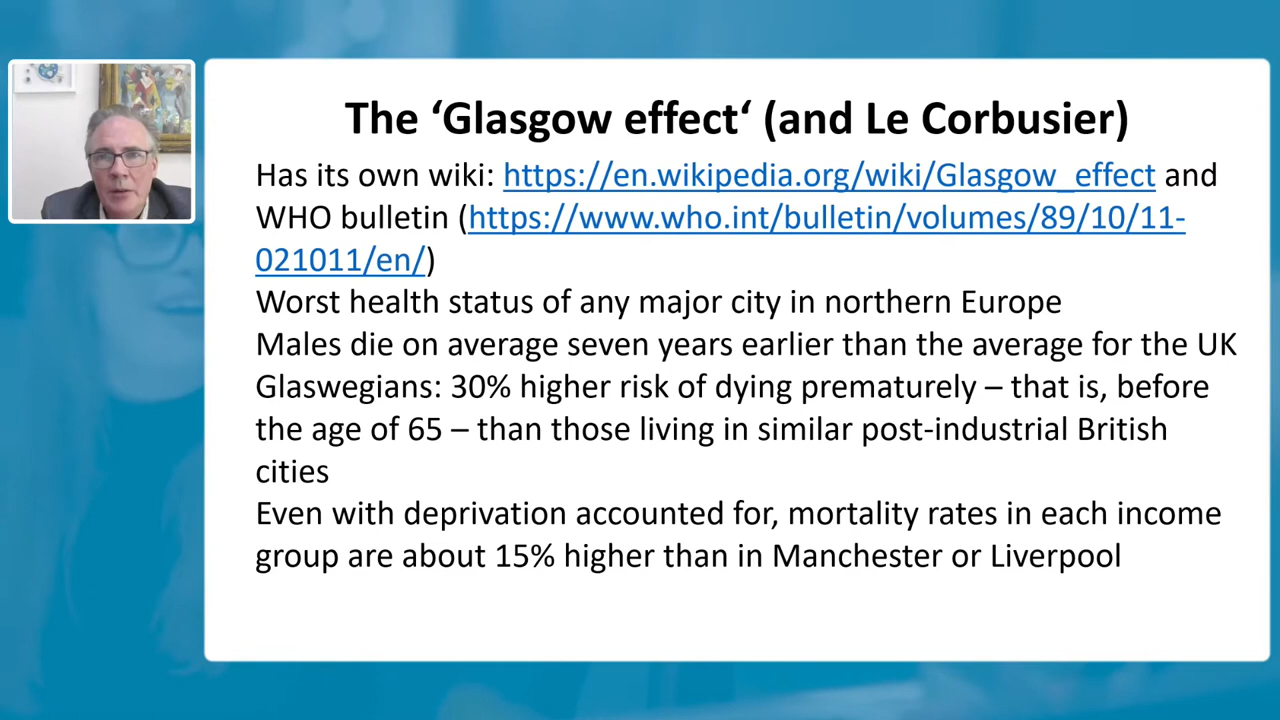 The ‘Glasgow effect‘ (and Le Corbusier)
Has its own wiki: https://en.wikipedia.org/wiki/Glasgow_effect and
WHO bulletin (https://www.who.int/bulletin/volumes/89/10/11-
021011/en/)
Worst health status of any major city in northern Europe
Males die on average seven years earlier than the average for the UK
Glaswegians: 30% higher risk of dying prematurely – that is, before
the age of 65 – than those living in similar post-industrial British
cities
Even with deprivation accounted for, mortality rates in each income
group are about 15% higher than in Manchester or Liverpool